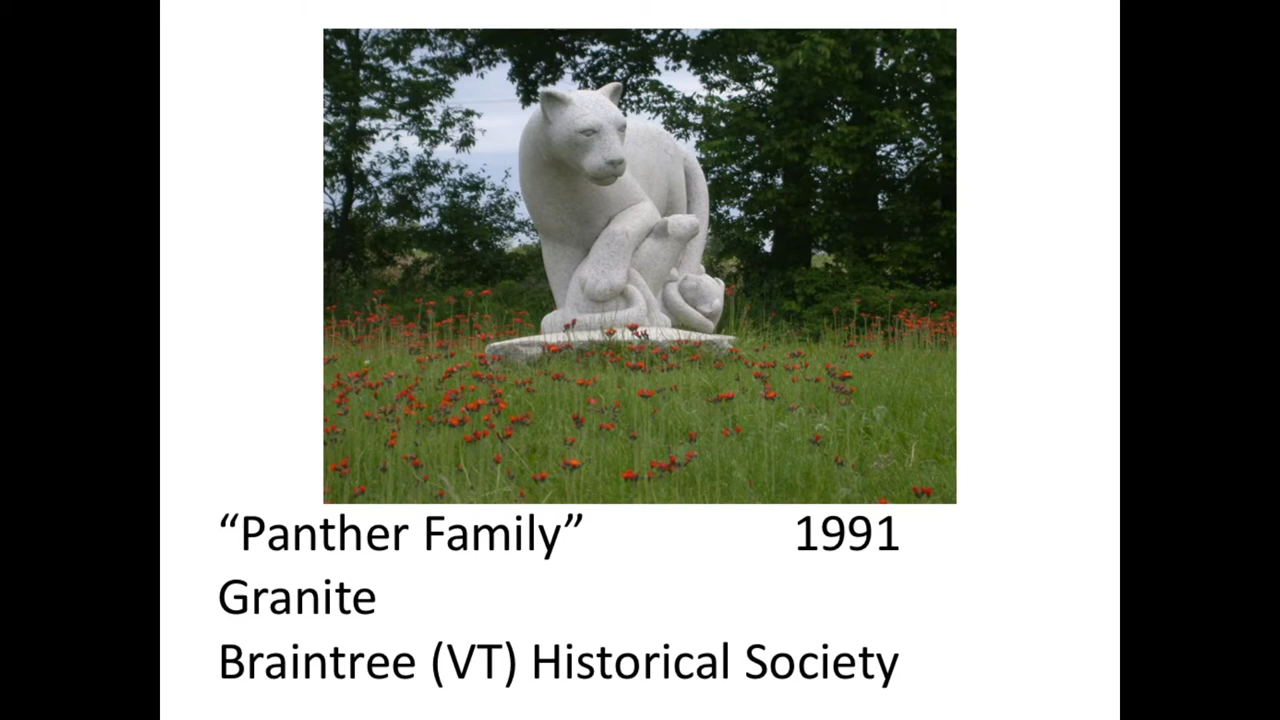 “Panther Family” 1991
Granite
Braintree (VT) Historical Society